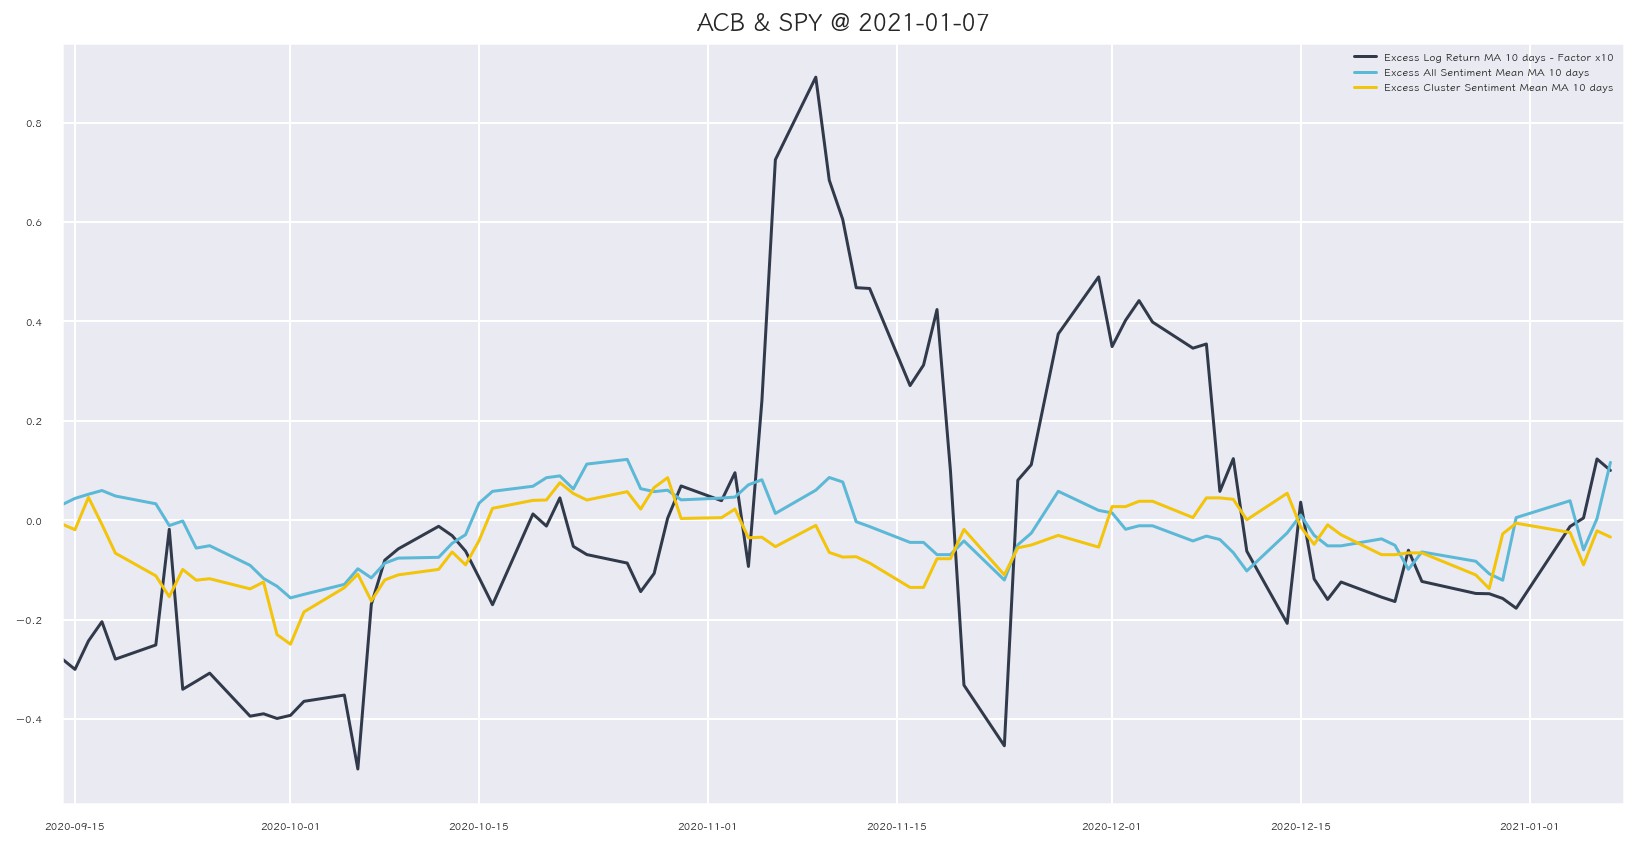 ACB & SPY @ 2021-01-07
Excess Log Return MA 10 days - Factor x10
Excess All Sentiment Mean MA 10 days
Excess Cluster Sentiment Mean MA 10 days
0.8
0.6
0.4
0.2
0.0
−0.2
−0.4
2020-09-15 2020-10-01 2020-10-15 2020-11-01 2020-11-15 2020-12-01 2020-12-15 2021-01-01